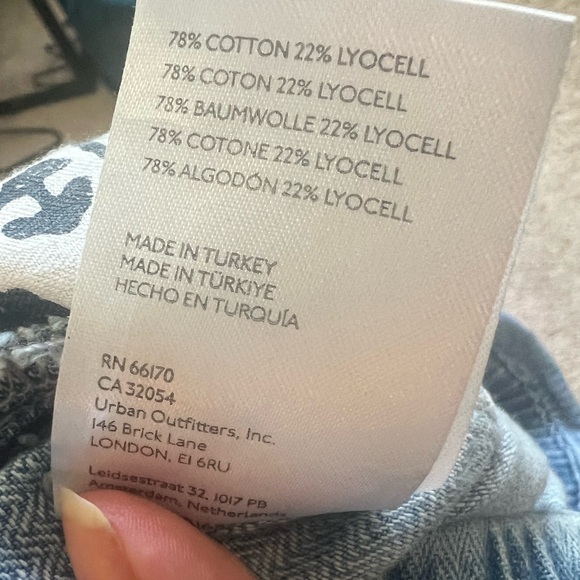 78% COTTON 22% LYOCELL
78% COTON 22% LYOCELL
78% BAUMWOLLE 22% LYOCELL
78% COTONE 22% LYOCELL
78% ALGODÓN 22% LYOCELL
MADE IN TURKEY
MADE IN TÜRKIYE
HECHO EN TURQUÍA
RN 66170
CA 32054
Urban Outfitters, Inc.
146 Brick Lane
LONDON, E1 6RU
Leidsestraat 32, 1017 PB
Amsterdam, Netherlands